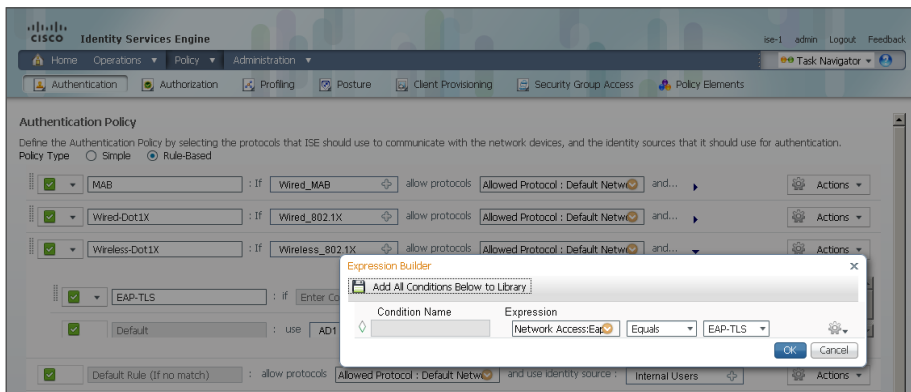 CISCO Identity Services Engine
ise-1 admin Logout Feedback
Home Operations Policy Administration
Task Navigator
Authentication Authorization Profiling Posture Client Provisioning Security Group Access Policy Elements
Authentication Policy
Define the Authentication Policy by selecting the protocols that ISE should use to communicate with the network devices, and the identity sources that it should use for authentication.
Policy Type Simple Rule-Based
MAB : If Wired_MAB allow protocols Allowed Protocol : Default Netw and... Actions
Wired-Dot1X : If Wired_802.1X allow protocols Allowed Protocol : Default Netw and... Actions
Wireless-Dot1X : If Wireless_802.1X allow protocols Allowed Protocol : Default Netw and... Actions
EAP-TLS : if Enter Co
Default : use AD1
Default Rule (If no match) : allow protocols Allowed Protocol : Default Netw and use identity source : Internal Users Actions
Expression Builder
Add All Conditions Below to Library
Condition Name Expression
Network Access:Eap Equals EAP-TLS
OK Cancel